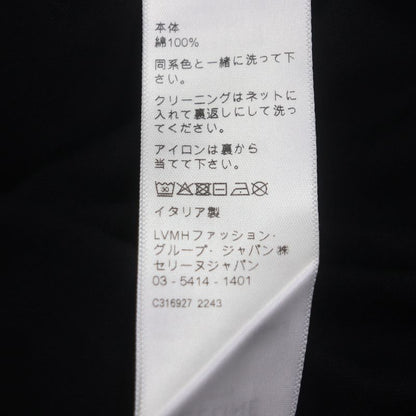 本体
綿100%
同系色と一緒に洗って下
さい。
クリーニングはネットに
入れて裏返しにして洗っ
てください。
アイロンは裏から
当てて下さい。
30
イタリア製
LVMHファッション・
グループ・ジャパン㈱
セリーヌジャパン
03 - 5414 - 1401
C316927 2243